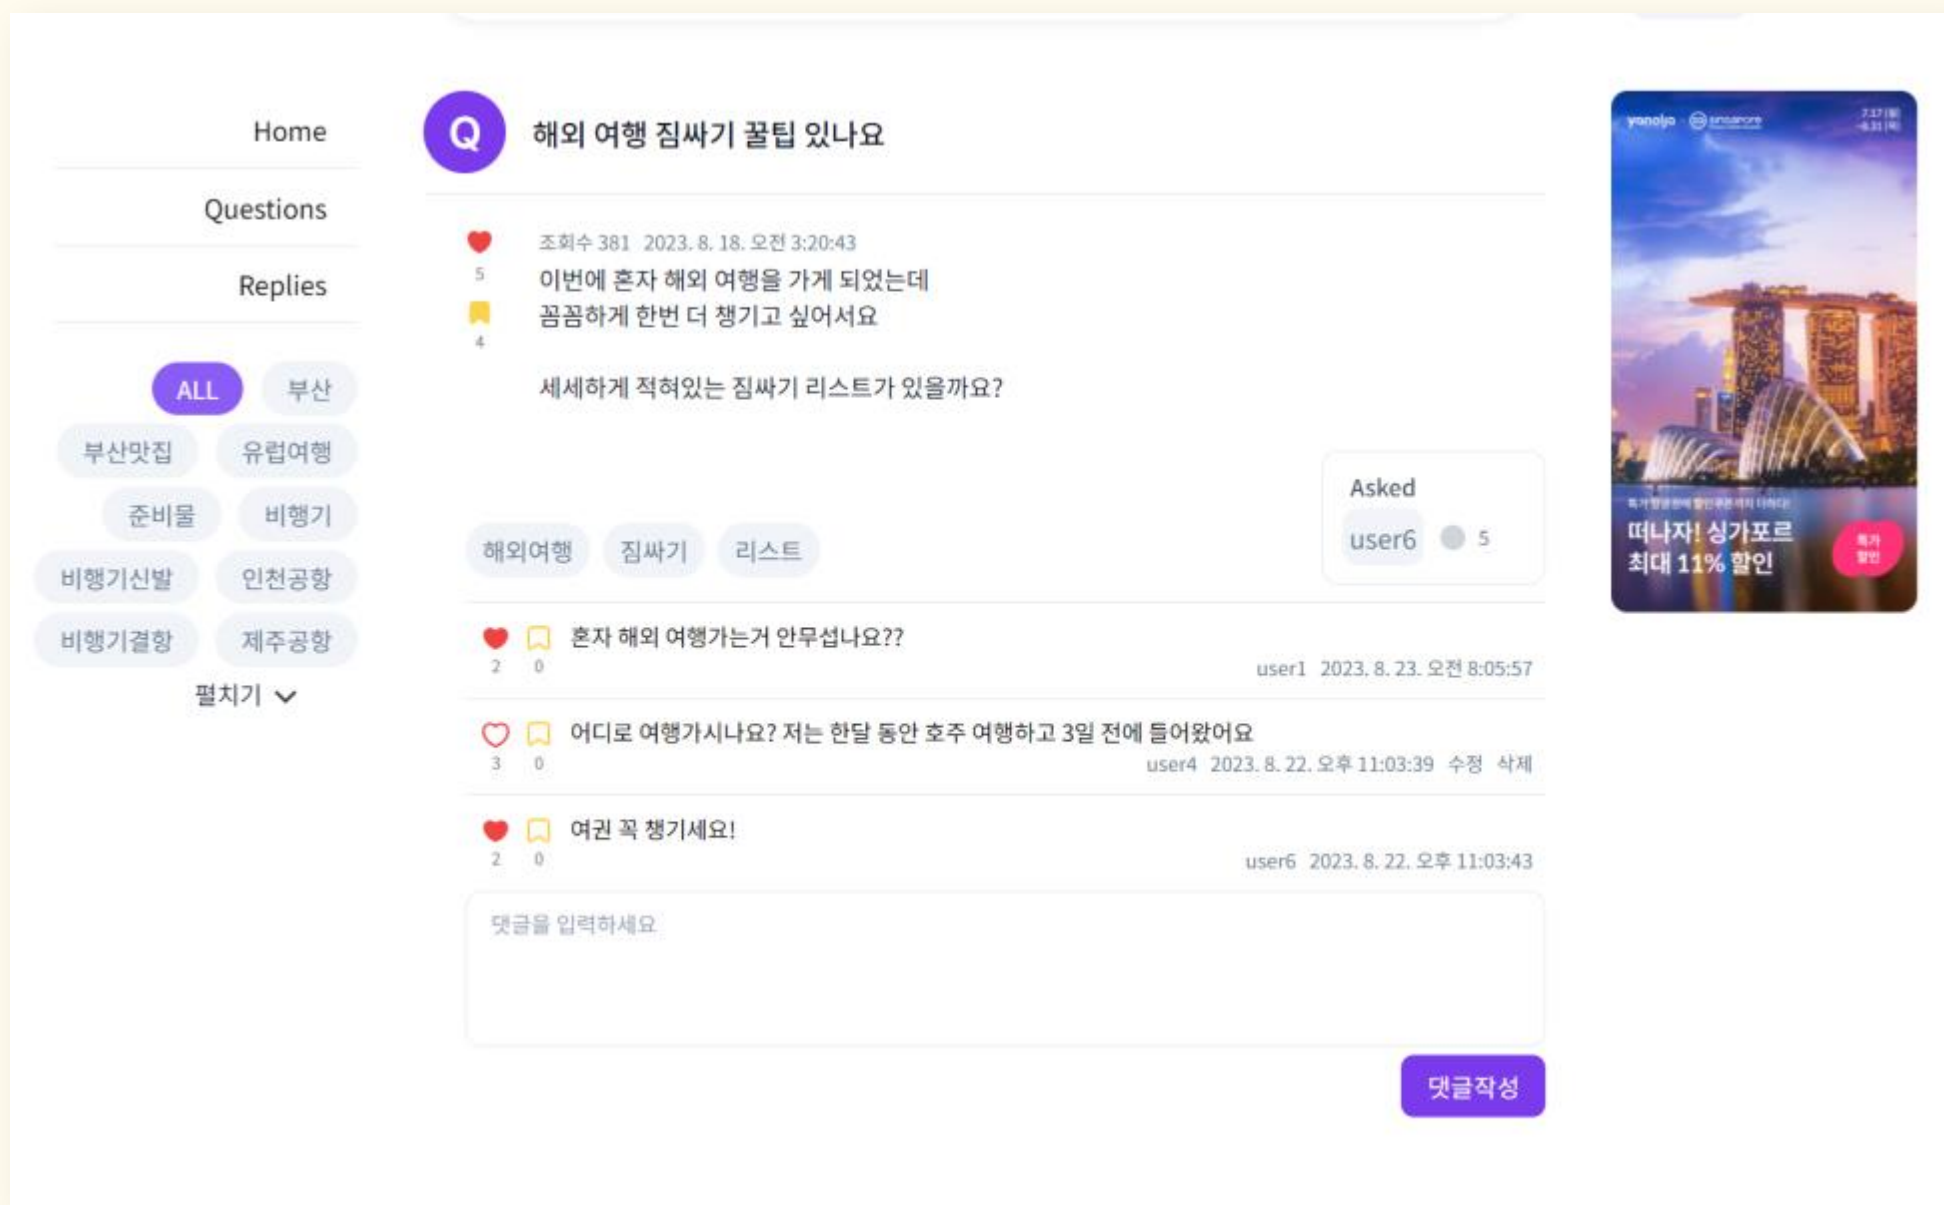 Home
Questions
Replies
ALL 부산
부산맛집 유럽여행
준비물 비행기
비행기신발 인천공항
비행기결항 제주공항
펼치기
Q 해외 여행 짐싸기 꿀팁 있나요
조회수 381 2023. 8. 18. 오전 3:20:43
5
이번에 혼자 해외 여행을 가게 되었는데
꼼꼼하게 한번 더 챙기고 싶어서요
4
세세하게 적혀있는 짐싸기 리스트가 있을까요?
Asked
user6 5
해외여행 짐싸기 리스트
혼자 해외 여행가는거 안무섭나요??
2 0
user1 2023. 8. 23. 오전 8:05:57
어디로 여행가시나요? 저는 한달 동안 호주 여행하고 3일 전에 들어왔어요
3 0
user4 2023. 8. 22. 오후 11:03:39 수정 삭제
여권 꼭 챙기세요!
2 0
user6 2023. 8. 22. 오후 11:03:43
댓글을 입력하세요
댓글작성
yanolja
떠나자! 싱가포르
최대 11% 할인
특가
할인